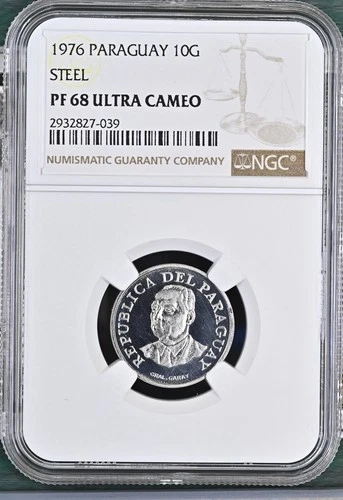 1976 PARAGUAY 10G
STEEL
PF 68 ULTRA CAMEO
2932827-039
NUMISMATIC GUARANTY COMPANY
NGC
REPUBLICA DEL PARAGUAY
GRAL. GARAY